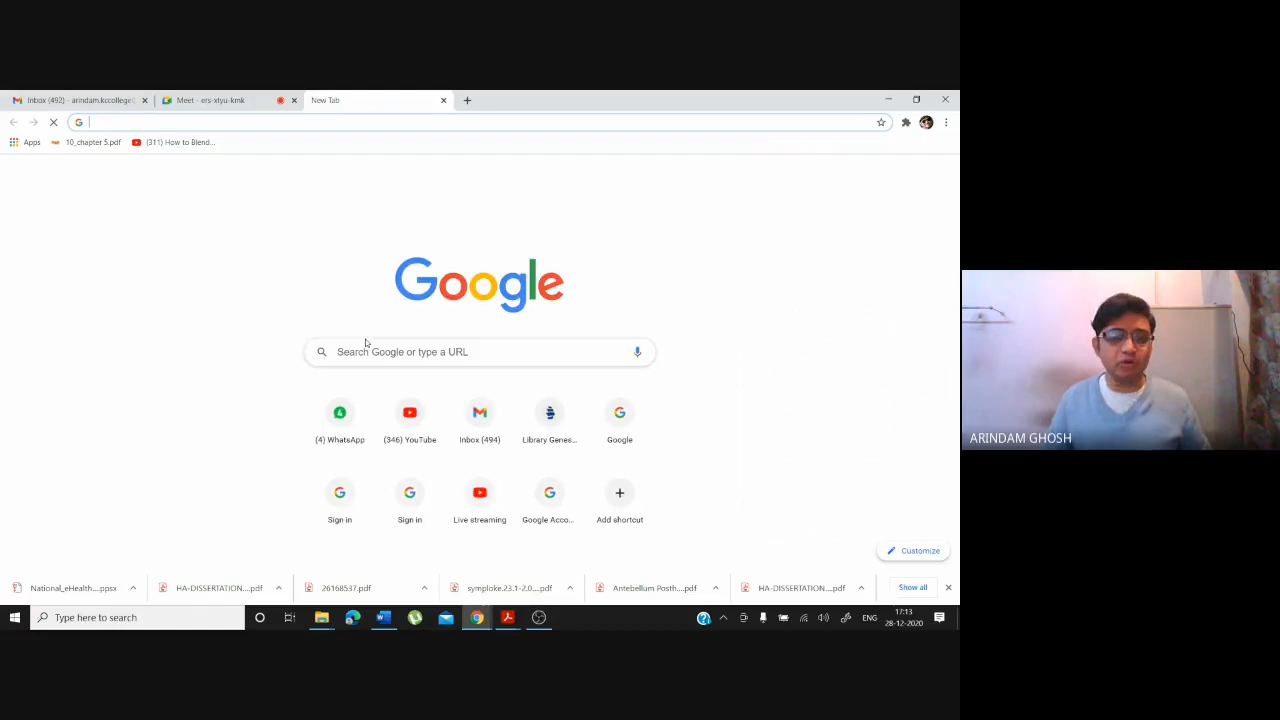 Inbox (492) - arindam.kccollege
Meet - ers-xtyu-kmk
New Tab
Apps
10_chapter 5.pdf
(311) How to Blend...
Google
Search Google or type a URL
(4) WhatsApp
(346) YouTube
Inbox (494)
Library Genes...
Google
Sign in
Sign in
Live streaming
Google Acco...
Add shortcut
Customize
National_eHealth....ppsx
HA-DISSERTATION....pdf
26168537.pdf
symploke.23.1-2.0....pdf
Antebellum Posth....pdf
HA-DISSERTATION....pdf
Show all
Type here to search
ENG
17:13
28-12-2020
ARINDAM GHOSH